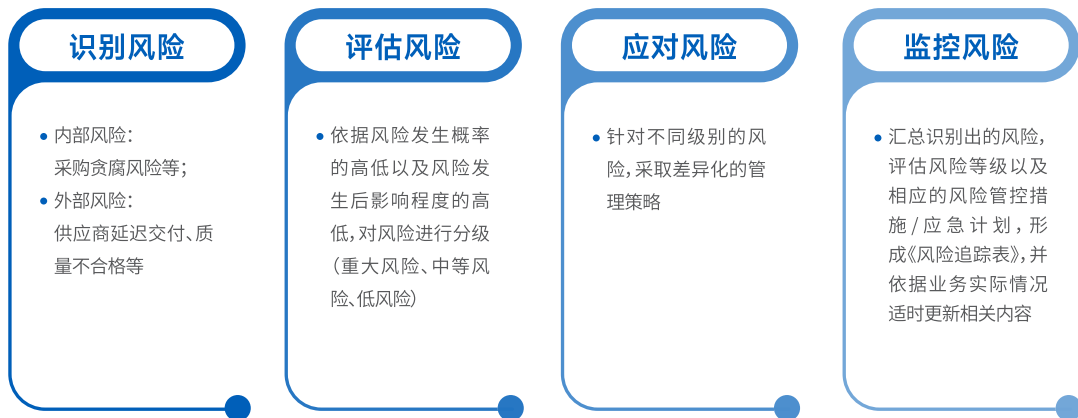 识别风险
• 内部风险：
采购贪腐风险等；
• 外部风险：
供应商延迟交付、质
量不合格等
评估风险
• 依据风险发生概率
的高低以及风险发
生后影响程度的高
低，对风险进行分级
（重大风险、中等风
险、低风险）
应对风险
• 针对不同级别的风
险，采取差异化的管
理策略
监控风险
• 汇总识别出的风险，
评估风险等级以及
相应的风险管控措
施/应急计划，形
成《风险追踪表》，并
依据业务实际情况
适时更新相关内容